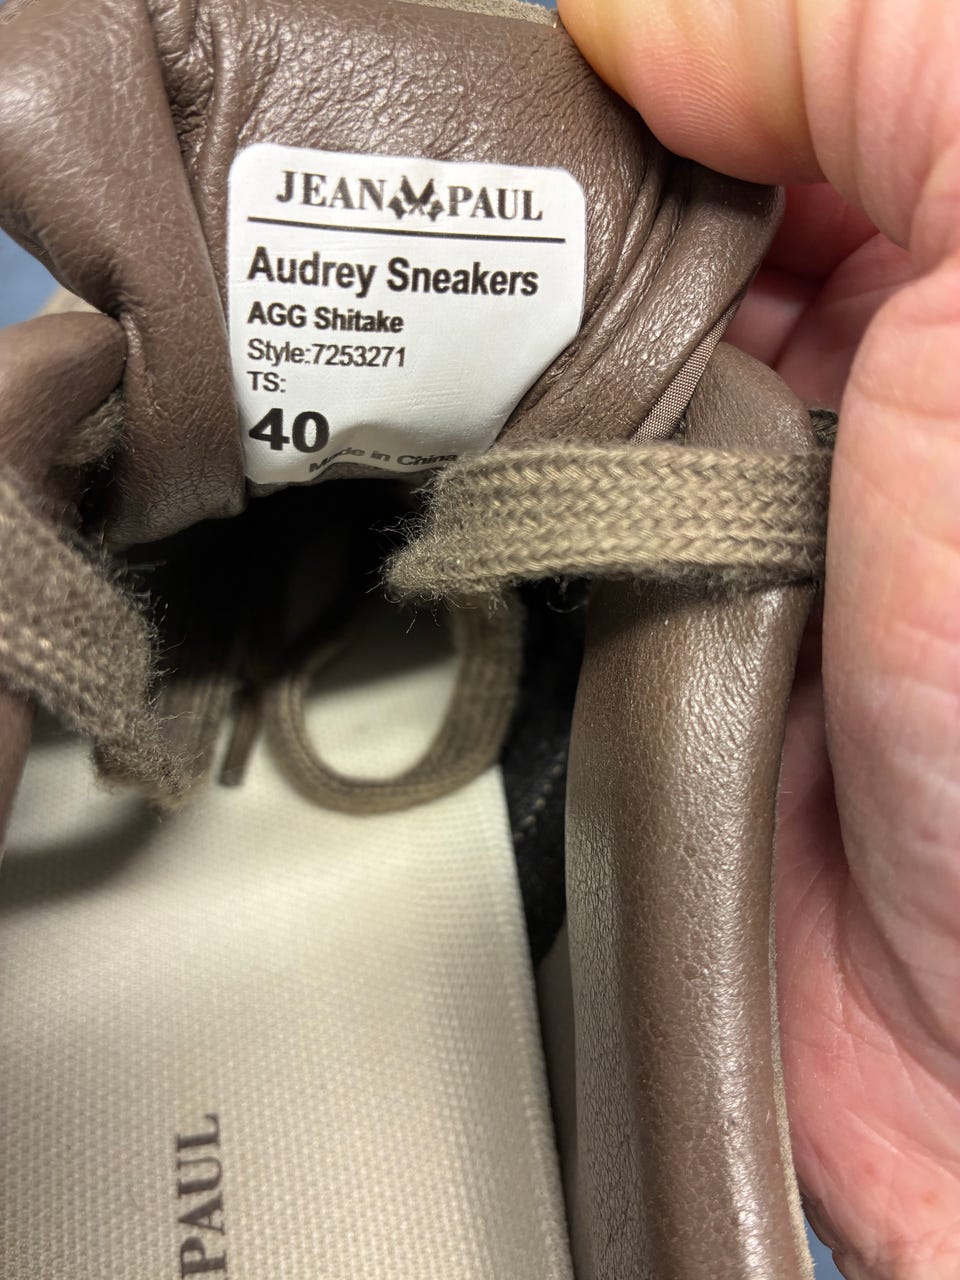 JEAN PAUL
Audrey Sneakers
AGG Shitake
Style:7253271
TS:
40
Made in China
PAUL